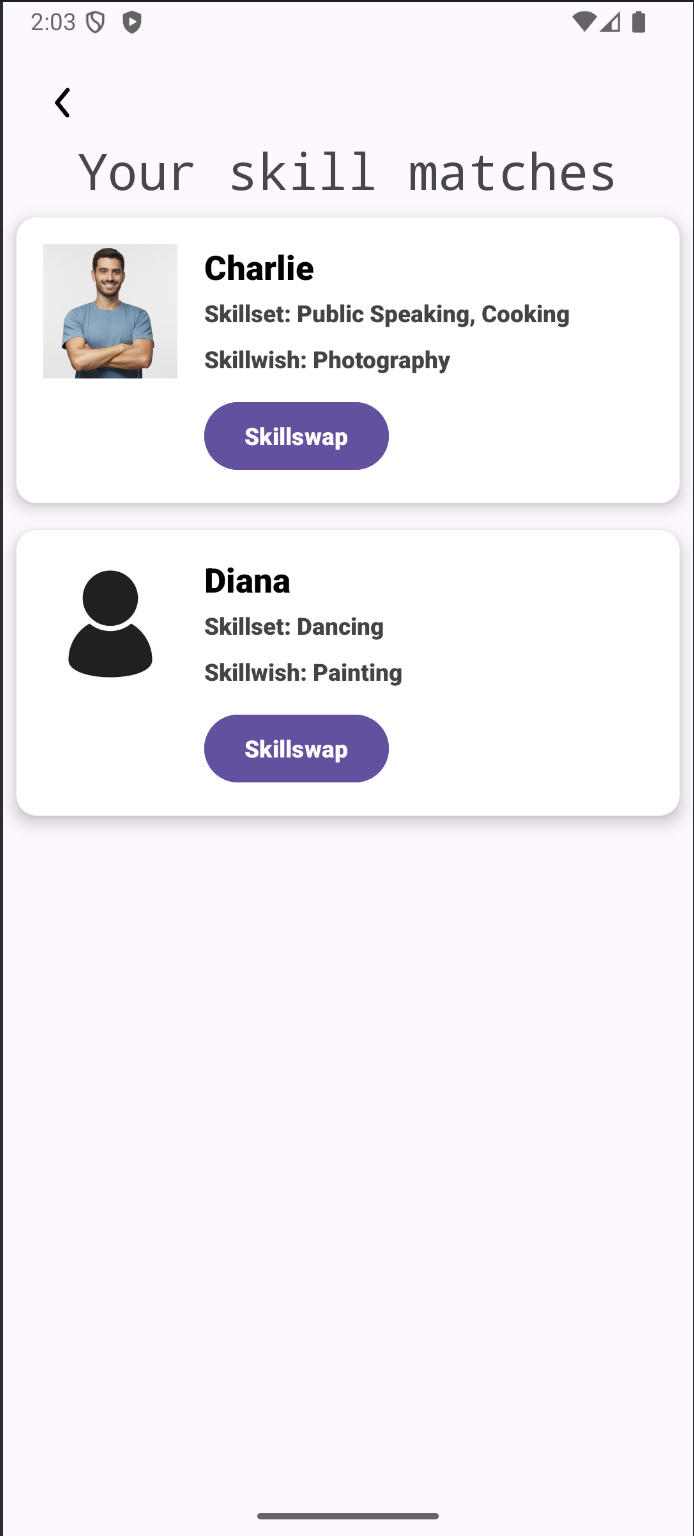 2:03
Your skill matches
Charlie
Skillset: Public Speaking, Cooking
Skillwish: Photography
Skillswap
Diana
Skillset: Dancing
Skillwish: Painting
Skillswap